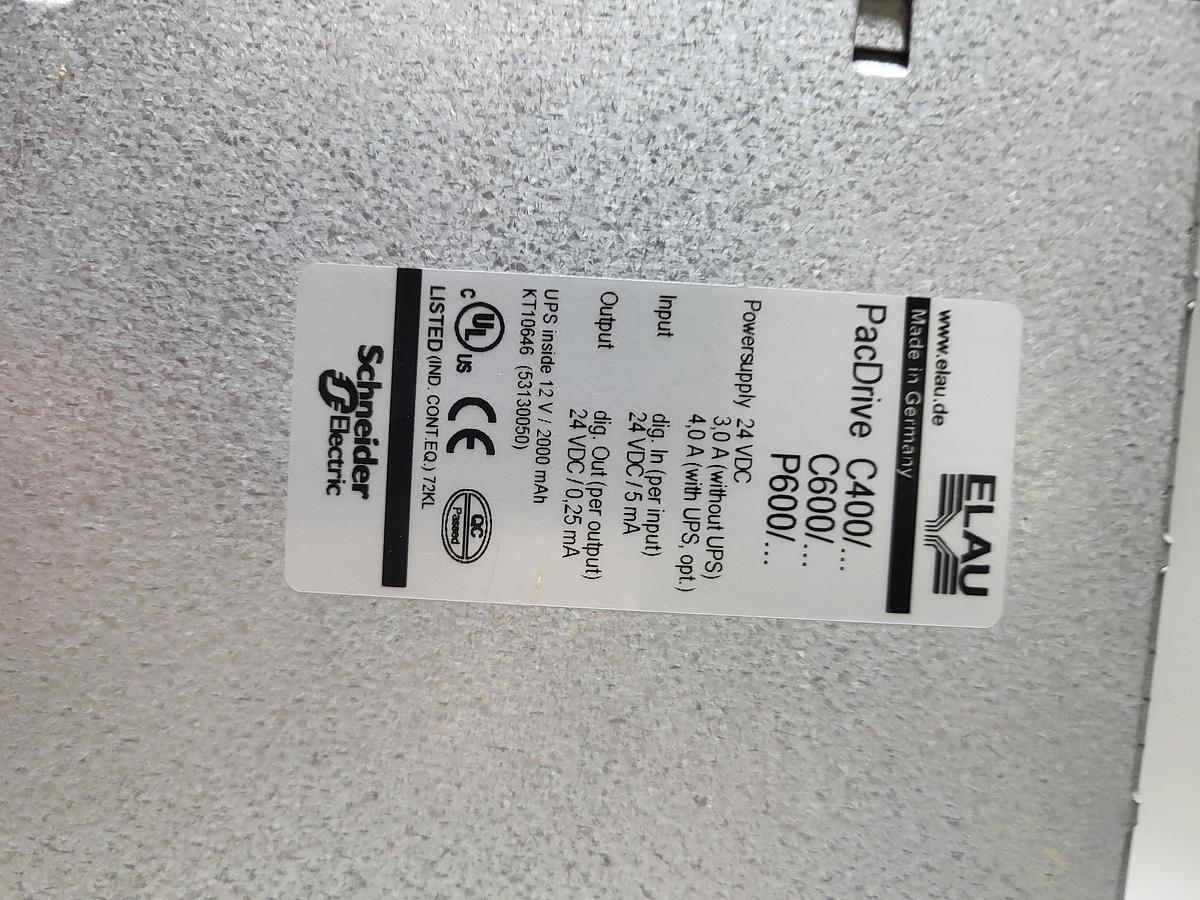 www.elau.de
ELAU
Made in Germany
PacDrive C400/...
C600/...
P600/...
Powersupply 24 VDC
3,0 A (without UPS)
4,0 A (with UPS, opt.)
Input dig. In (per input)
24 VDC / 5 mA
Output dig. Out (per output)
24 VDC / 0,25 mA
UPS inside 12 V / 2000 mAh
KT10646 (53130050)
C UL US CE QC Passed
LISTED (IND. CONT.EQ.) 72KL
Schneider
Electric